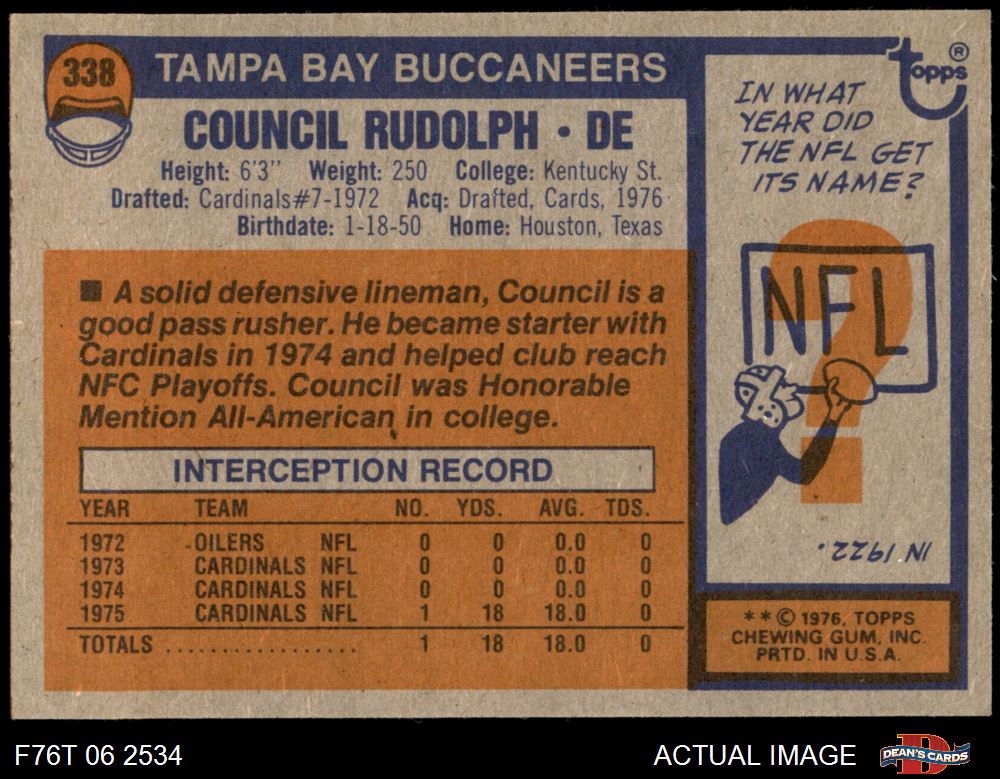 338
TAMPA BAY BUCCANEERS
COUNCIL RUDOLPH • DE
Height: 6'3" Weight: 250 College: Kentucky St.
Drafted: Cardinals#7-1972 Acq: Drafted, Cards, 1976
Birthdate: 1-18-50 Home: Houston, Texas
■ A solid defensive lineman, Council is a
good pass rusher. He became starter with
Cardinals in 1974 and helped club reach
NFC Playoffs. Council was Honorable
Mention All-American in college.
INTERCEPTION RECORD
YEAR TEAM NO. YDS. AVG. TDS.
1972 OILERS NFL 0 0 0.0 0
1973 CARDINALS NFL 0 0 0.0 0
1974 CARDINALS NFL 0 0 0.0 0
1975 CARDINALS NFL 1 18 18.0 0
TOTALS .................. 1 18 18.0 0
topps®
IN WHAT
YEAR DID
THE NFL GET
ITS NAME?
?
NFL
IN 1922.
**© 1976, TOPPS
CHEWING GUM, INC.
PRTD. IN U.S.A.
F76T 06 2534
ACTUAL IMAGE
D
DEAN'S CARDS